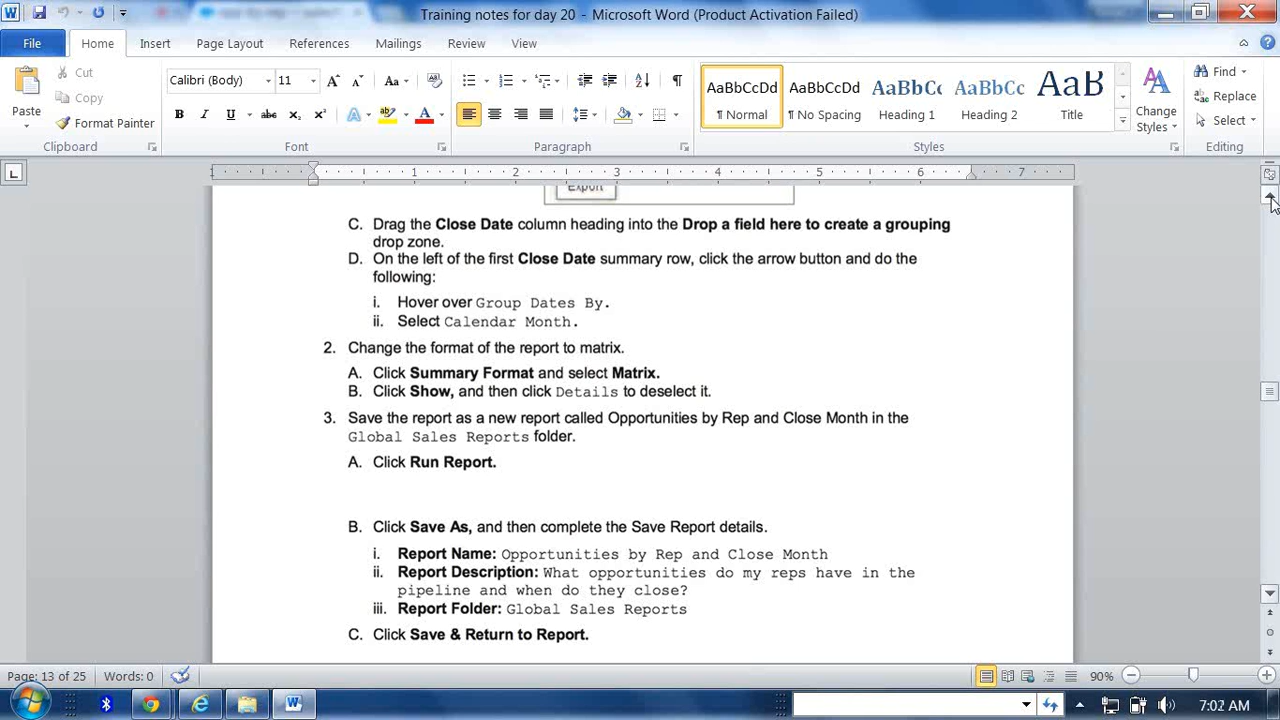 Training notes for day 20 - Microsoft Word (Product Activation Failed)
File Home Insert Page Layout References Mailings Review View
Paste
Cut
Copy
Format Painter
Clipboard
Calibri (Body) 11
Font
Paragraph
AaBbCcDd AaBbCcDd AaBbCc AaBbCc AaB
¶ Normal ¶ No Spacing Heading 1 Heading 2 Title
Change
Styles
Styles
Find
Replace
Select
Editing
1 2 3 4 5 6 7
Export
C. Drag the Close Date column heading into the Drop a field here to create a grouping
drop zone.
D. On the left of the first Close Date summary row, click the arrow button and do the
following:
i. Hover over Group Dates By.
ii. Select Calendar Month.
2. Change the format of the report to matrix.
A. Click Summary Format and select Matrix.
B. Click Show, and then click Details to deselect it.
3. Save the report as a new report called Opportunities by Rep and Close Month in the
Global Sales Reports folder.
A. Click Run Report.
B. Click Save As, and then complete the Save Report details.
i. Report Name: Opportunities by Rep and Close Month
ii. Report Description: What opportunities do my reps have in the
pipeline and when do they close?
iii. Report Folder: Global Sales Reports
C. Click Save & Return to Report.
Page: 13 of 25 Words: 0 90%
7:02 AM